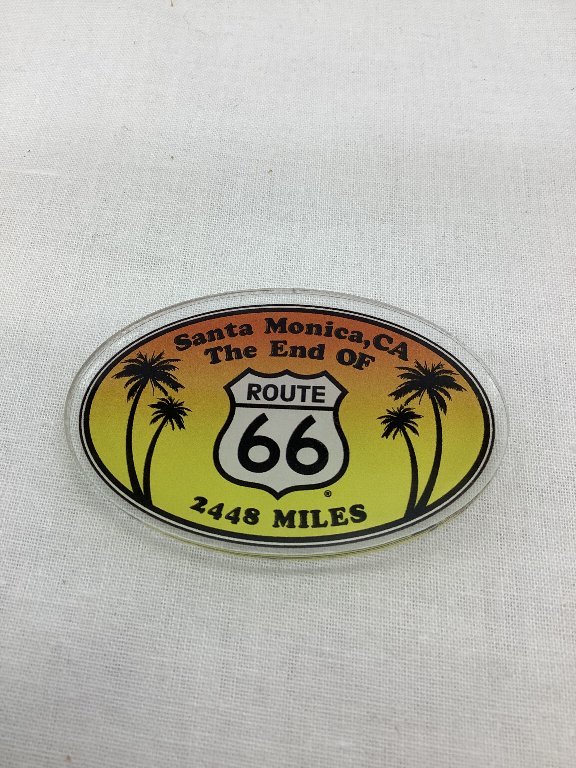 Santa Monica, CA
The End OF
ROUTE
66
®
2448 MILES